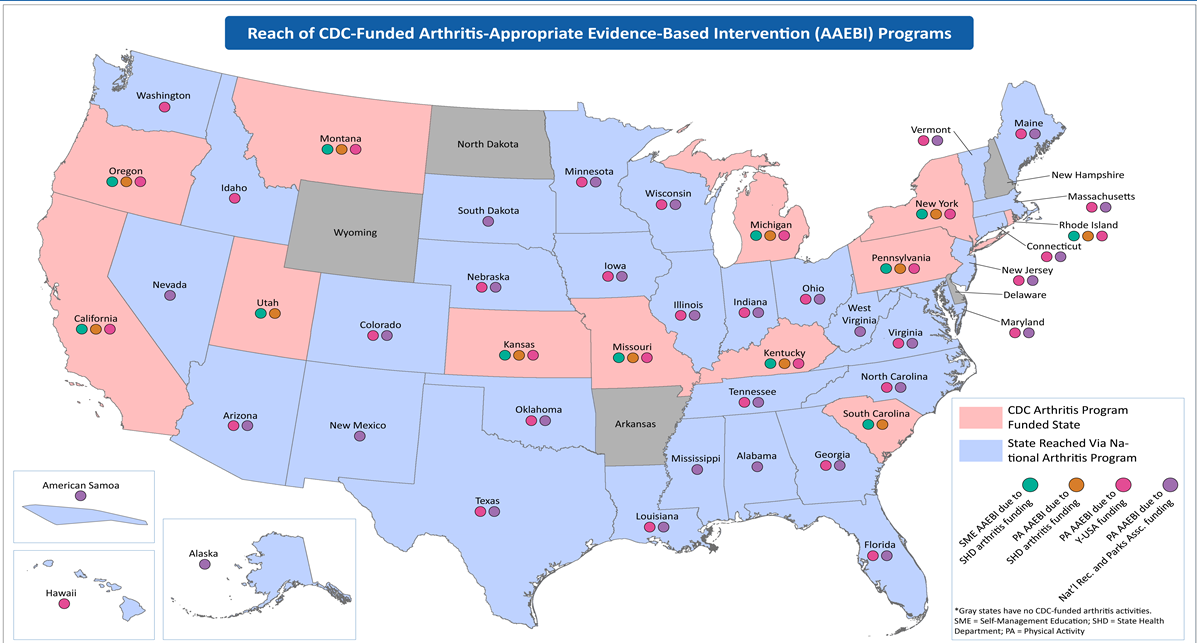 Reach of CDC-Funded Arthritis-Appropriate Evidence-Based Intervention (AAEBI) Programs
Washington
Montana
North Dakota
Minnesota
Vermont
Maine
Oregon
Idaho
Wyoming
South Dakota
Wisconsin
Michigan
New York
New Hampshire
Massachusetts
Rhode Island
Connecticut
New Jersey
Delaware
Maryland
Pennsylvania
Nevada
Utah
California
Colorado
Nebraska
Iowa
Illinois
Indiana
Ohio
West
Virginia
Virginia
Kansas
Missouri
Kentucky
North Carolina
Tennessee
South Carolina
Arizona
New Mexico
Oklahoma
Arkansas
Mississippi
Alabama
Georgia
Texas
Louisiana
Florida
American Samoa
Alaska
Hawaii
CDC Arthritis Program
Funded State
State Reached Via Na-
tional Arthritis Program
SME AAEBI due to
SHD arthritis funding
PA AAEBI due to
SHD arthritis funding
PA AAEBI due to
Y-USA funding
PA AAEBI due to
Nat'l Rec. and Parks Assc. funding
*Gray states have no CDC-funded arthritis activities.
SME = Self-Management Education; SHD = State Health
Department; PA = Physical Activity